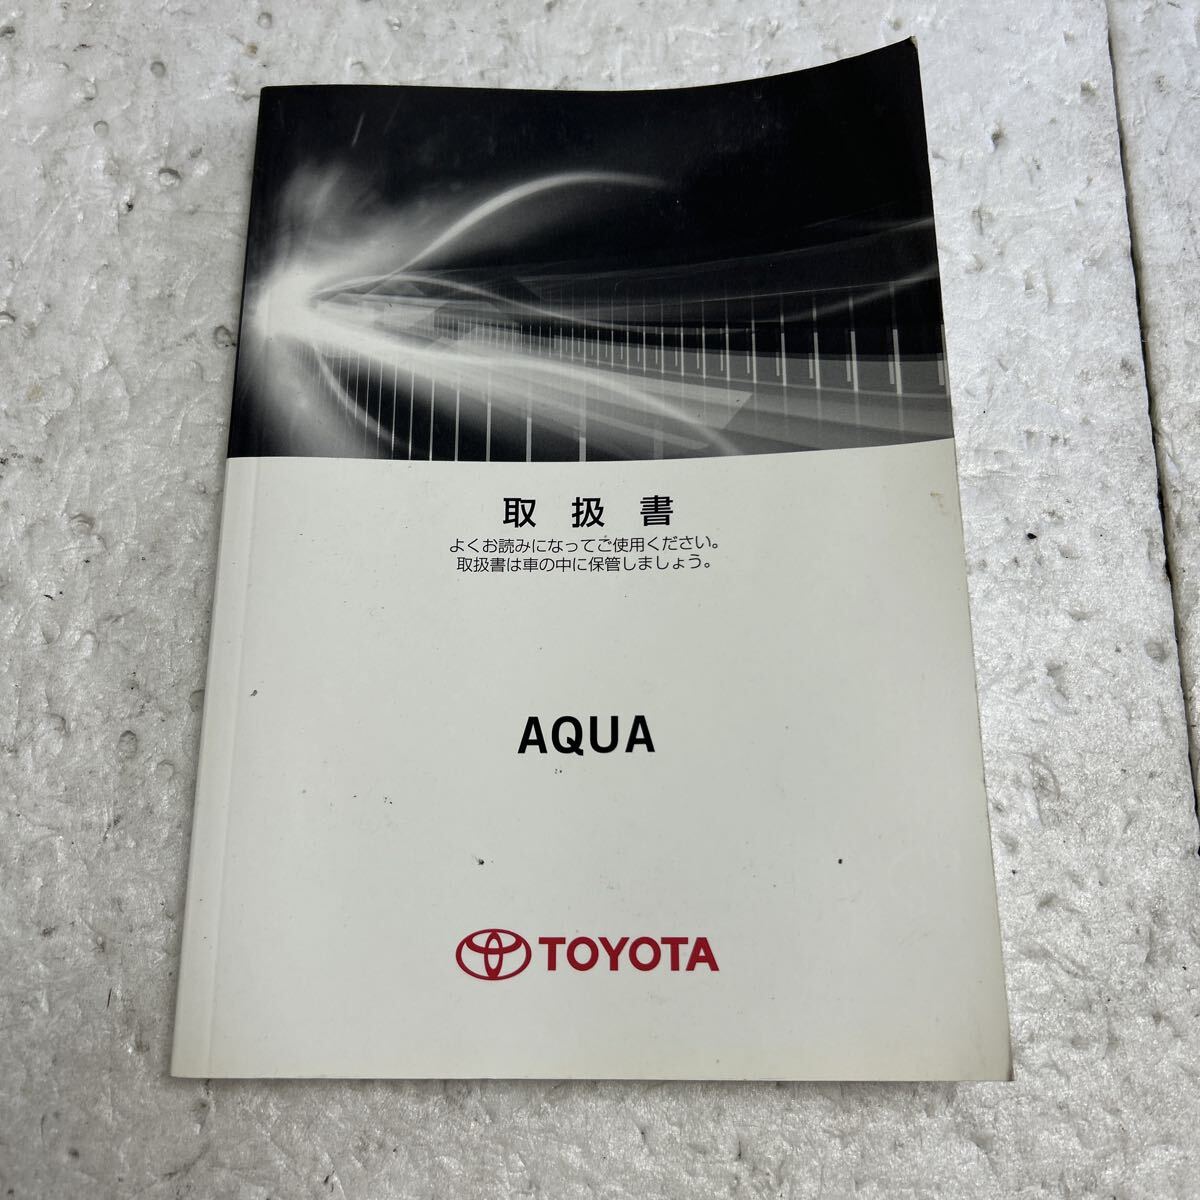 取扱書
よくお読みになってご使用ください。
取扱書は車の中に保管しましょう。
AQUA
TOYOTA